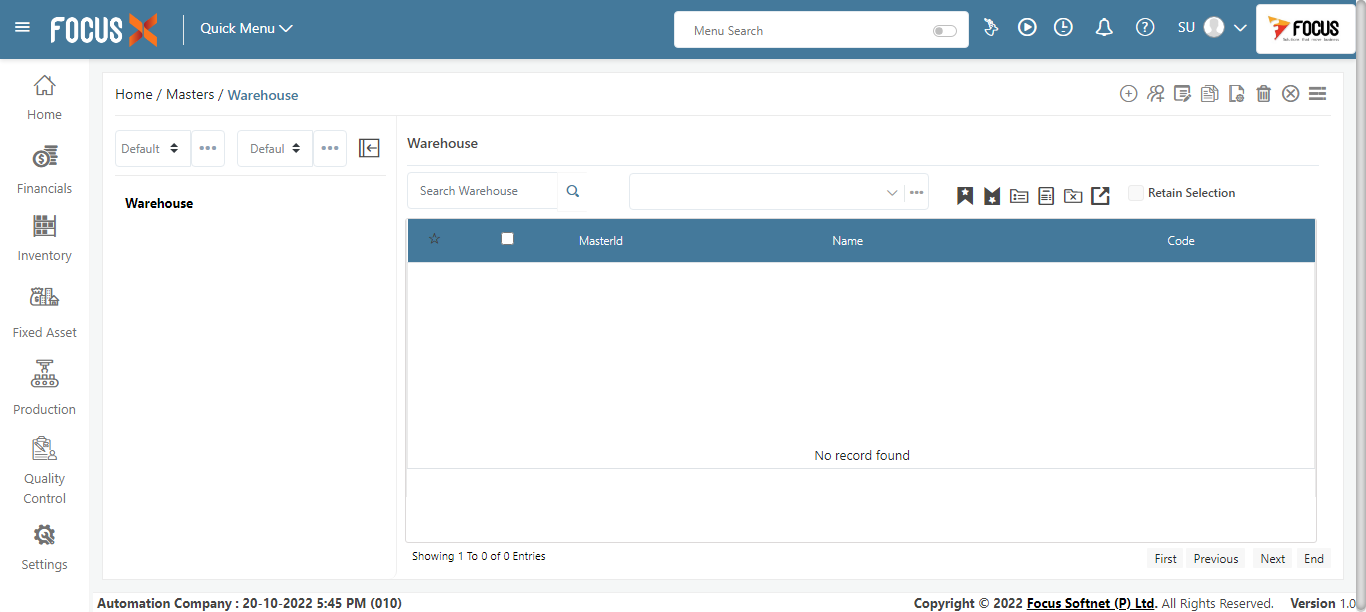 FOCUS X
Quick Menu
Menu Search
SU
FOCUS
Home
Financials
Inventory
Fixed Asset
Production
Quality
Control
Settings
Home / Masters / Warehouse
Default
Defaul
Warehouse
Warehouse
Search Warehouse
Retain Selection
MasterId Name Code
No record found
Showing 1 To 0 of 0 Entries
First Previous Next End
Automation Company : 20-10-2022 5:45 PM (010)
Copyright © 2022 Focus Softnet (P) Ltd. All Rights Reserved. Version 1.0